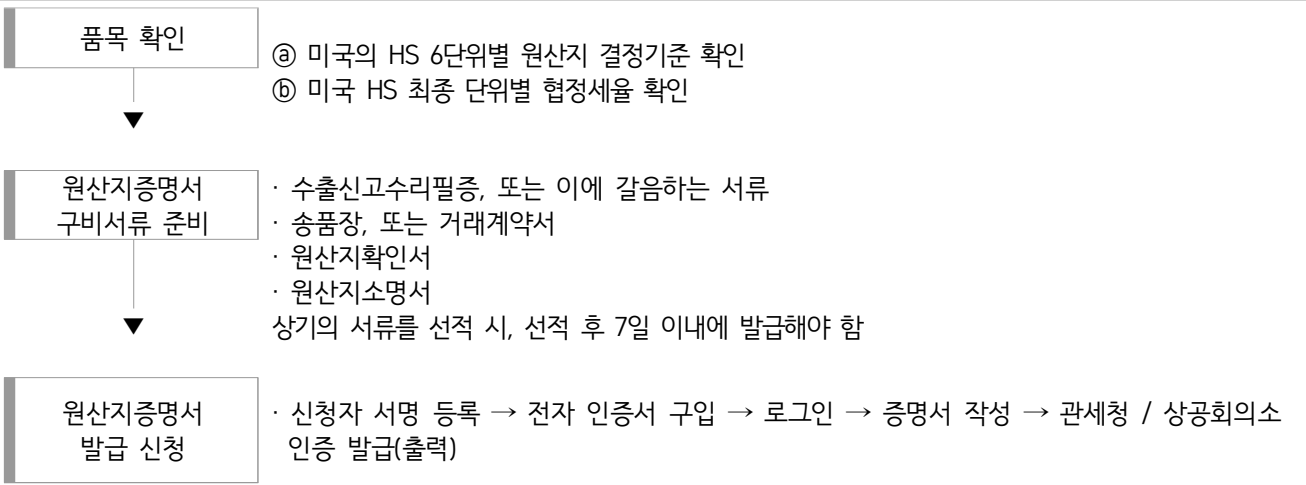 품목 확인
ⓐ 미국의 HS 6단위별 원산지 결정기준 확인
ⓑ 미국 HS 최종 단위별 협정세율 확인
▼
원산지증명서
구비서류 준비
· 수출신고수리필증, 또는 이에 갈음하는 서류
· 송품장, 또는 거래계약서
· 원산지확인서
· 원산지소명서
상기의 서류를 선적 시, 선적 후 7일 이내에 발급해야 함
▼
원산지증명서
발급 신청
· 신청자 서명 등록 → 전자 인증서 구입 → 로그인 → 증명서 작성 → 관세청 / 상공회의소
인증 발급(출력)